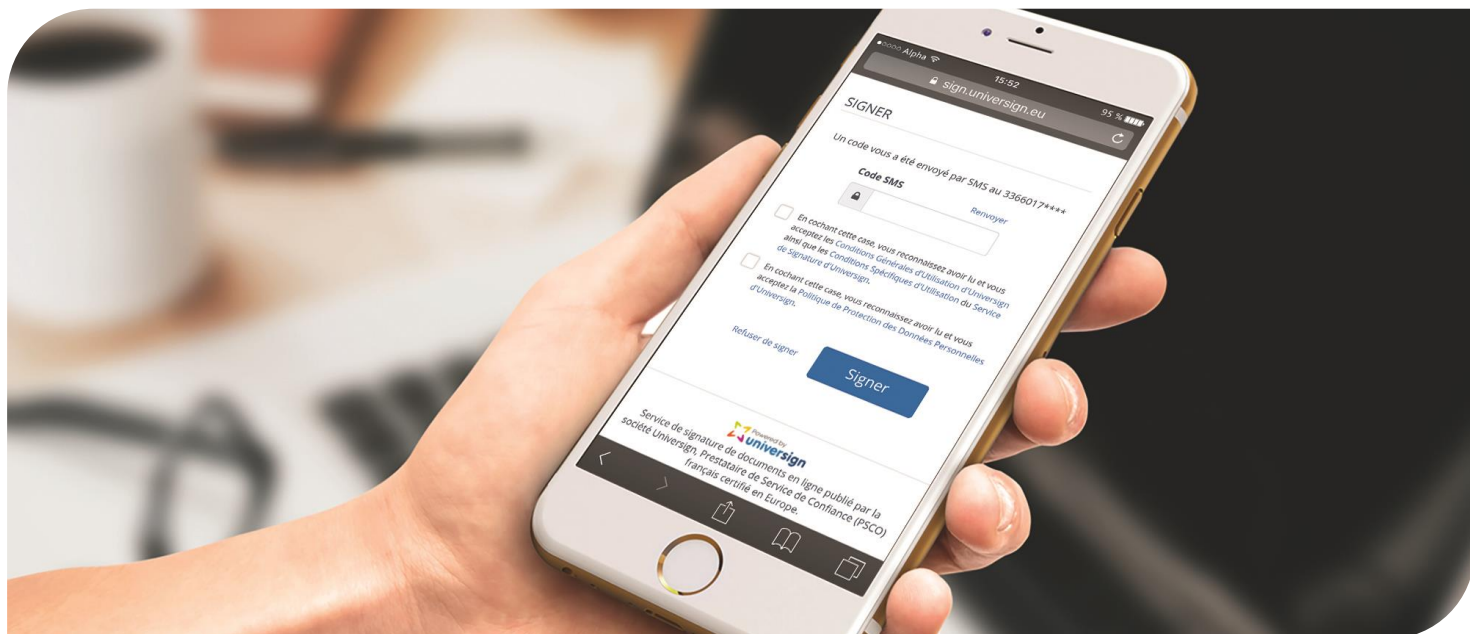 ●○○○○ Alpha
15:52
95 %
sign.universign.eu
SIGNER
Un code vous a été envoyé par SMS au 3366017****
Code SMS
Renvoyer
En cochant cette case, vous reconnaissez avoir lu et vous
acceptez les Conditions Générales d'Utilisation d'Universign
ainsi que les Conditions Spécifiques d'Utilisation du Service
de Signature d'Universign.
En cochant cette case, vous reconnaissez avoir lu et vous
acceptez la Politique de Protection des Données Personnelles
d'Universign.
Refuser de signer
Signer
Powered by
universign
Service de signature de documents en ligne publié par la
société Universign, Prestataire de Service de Confiance (PSCO)
français certifié en Europe.